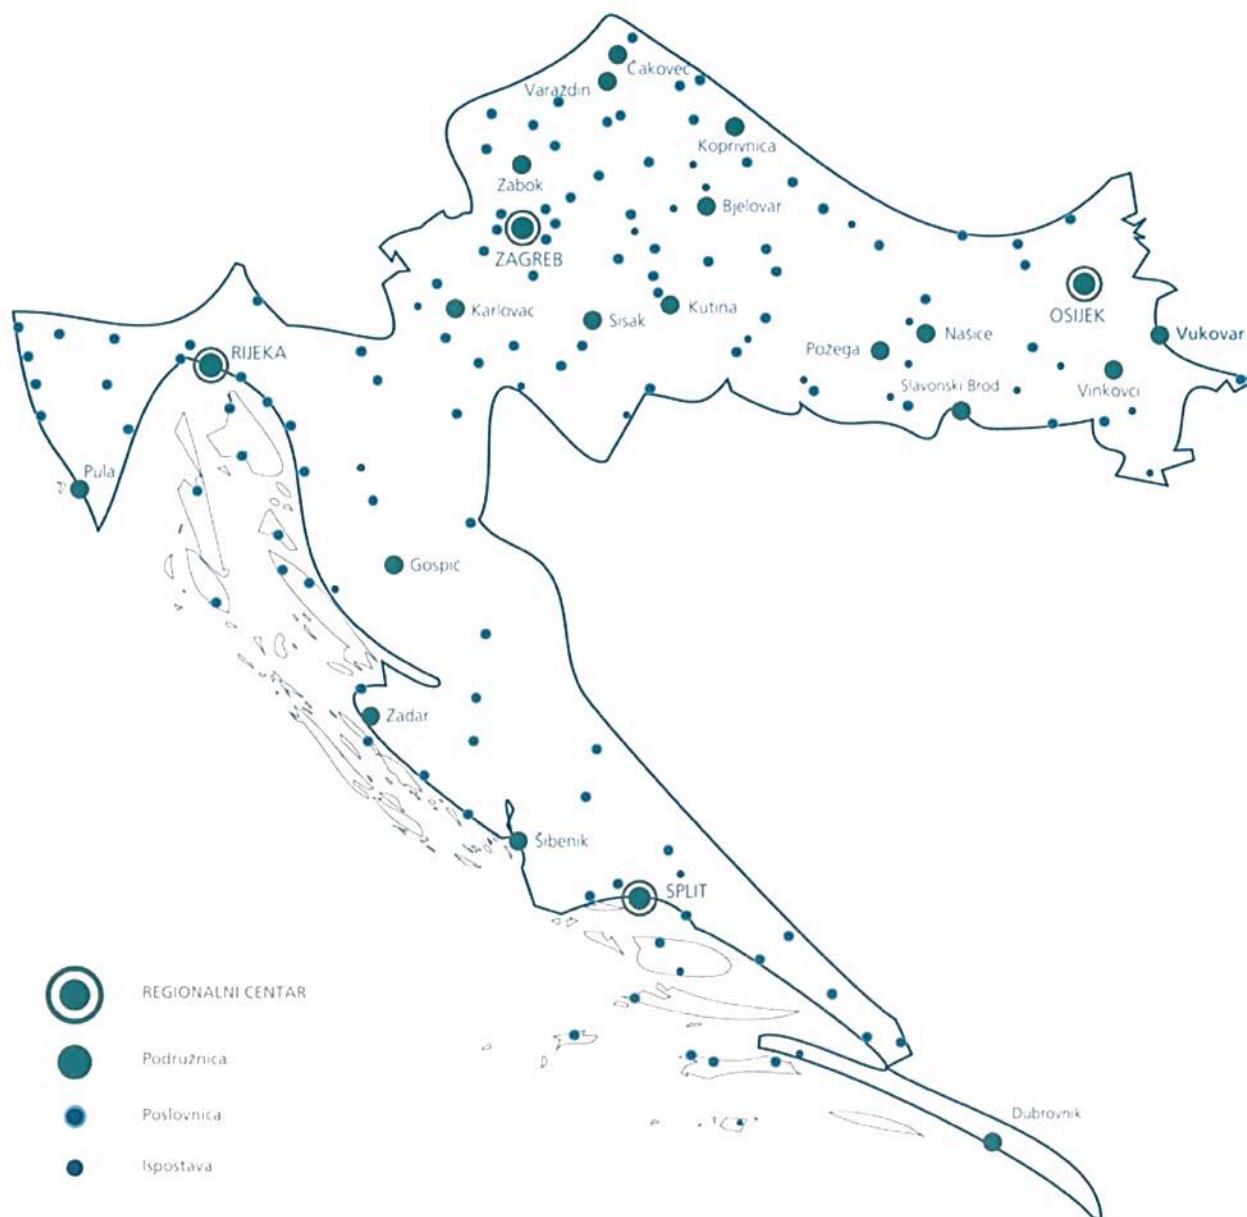 Čakovec
Varaždin
Koprivnica
Zabok
Bjelovar
ZAGREB
OSIJEK
Karlovac
Sisak
Kutina
Našice
Vukovar
Požega
RIJEKA
Vinkovci
Slavonski Brod
Pula
Gospić
Zadar
Šibenik
SPLIT
REGIONALNI CENTAR
Podružnica
Poslovnica
Dubrovnik
Ispostava